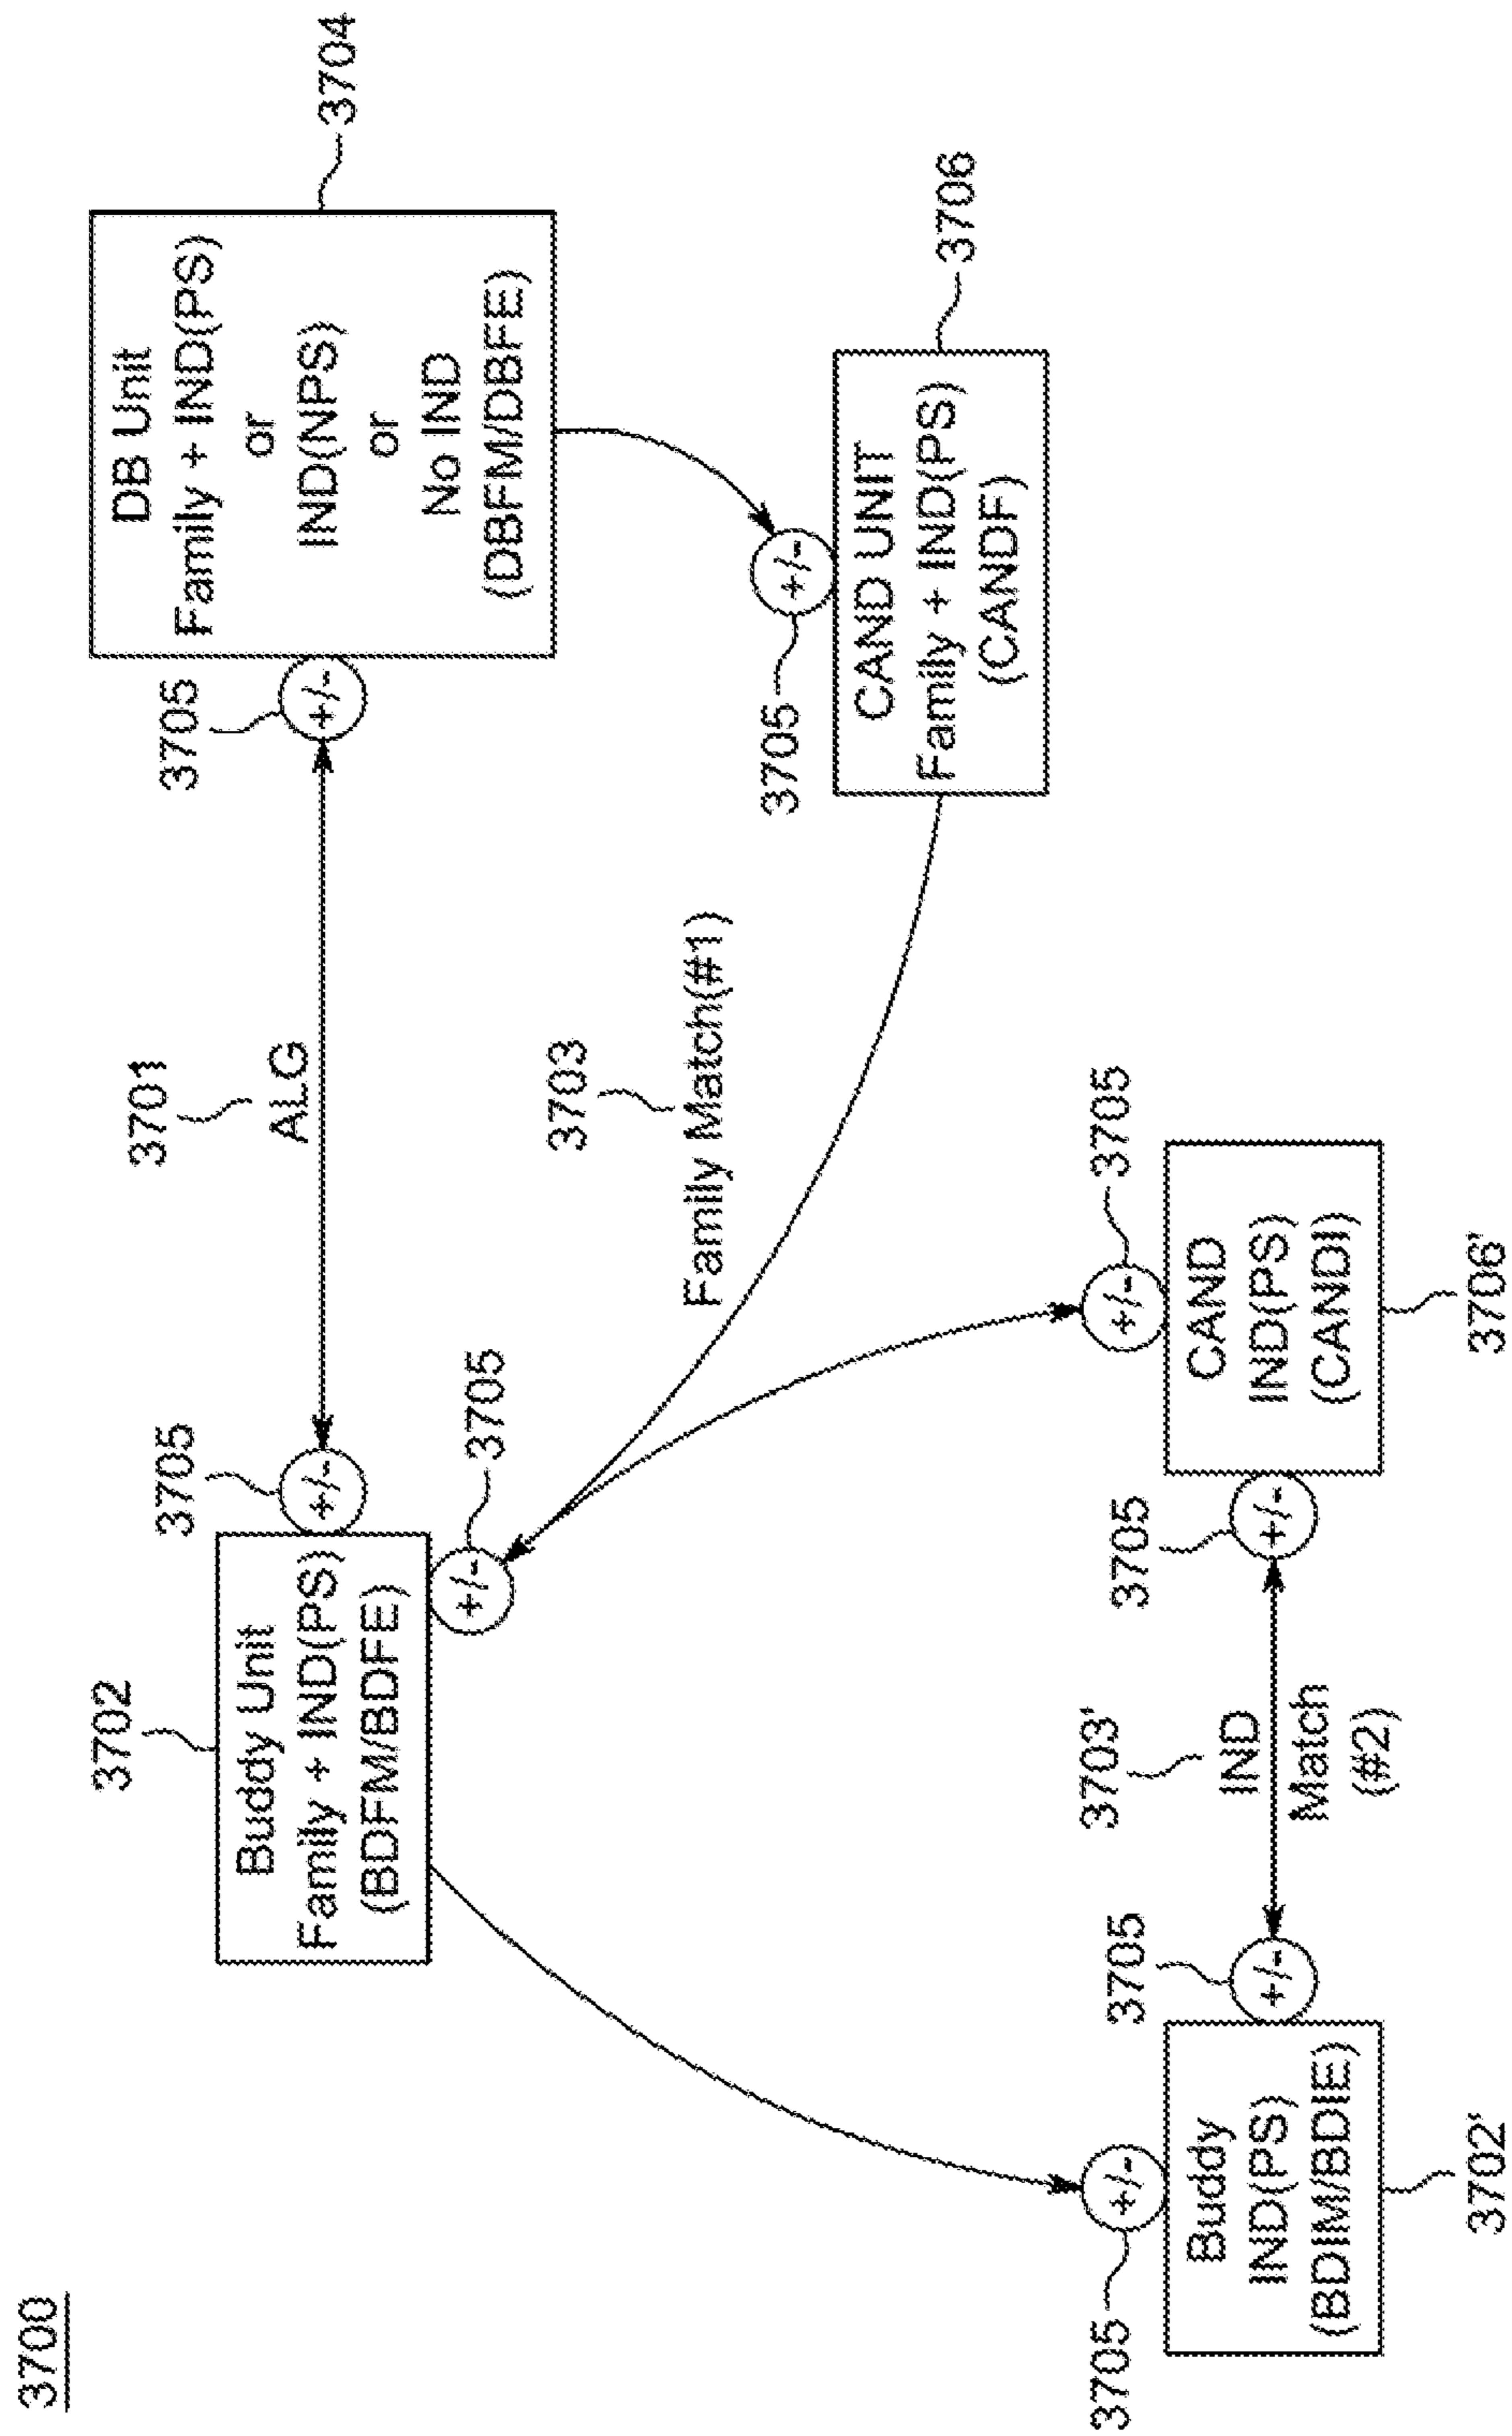 3700
3702
Buddy Unit
Family + IND(PS)
(BDFM/BDFE)
3705
+/-
3705
+/-
3701
ALG
3705
+/-
3704
DB Unit
Family + IND(PS)
or
IND(NPS)
or
No IND
(DBFM/DBFE)
3703
Family Match(#1)
3705
+/-
3706
CAND UNIT
Family + IND(PS)
(CANDF)
3705
+/-
3702'
Buddy
IND(PS)
(BDIM/BDIE)
3705
+/-
3703'
IND
Match
(#2)
3705
+/-
3705
+/-
CAND
IND(PS)
(CANDI)
3706'